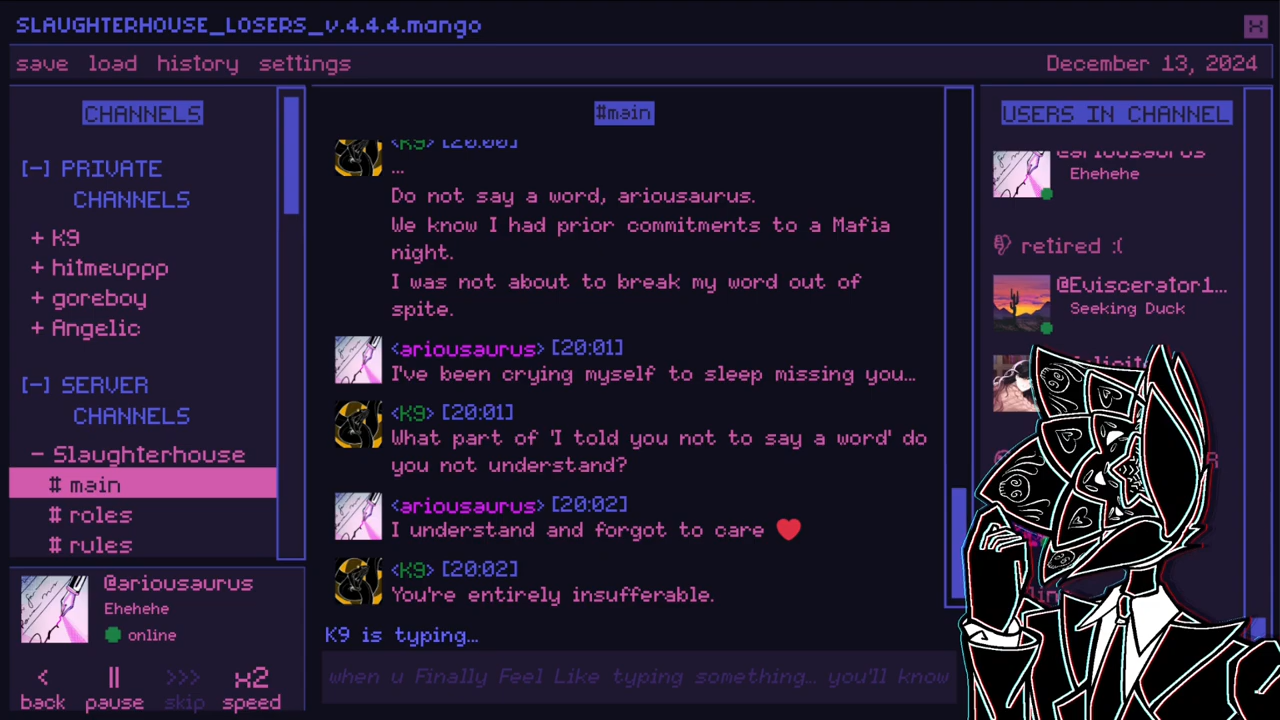 SLAUGHTERHOUSE_LOSERS_v.4.4.4.mango
X
save load history settings
December 13, 2024
CHANNELS
[-] PRIVATE
CHANNELS
+ K9
+ hitmeuppp
+ goreboy
+ Angelic
[-] SERVER
CHANNELS
- Slaughterhouse
# main
# roles
# rules
@ariousaurus
Ehehehe
online
< || >>> x2
back pause skip speed
#main
<K9> [20:00]
...
Do not say a word, ariousaurus.
We know I had prior commitments to a Mafia
night.
I was not about to break my word out of
spite.
<ariousaurus> [20:01]
I've been crying myself to sleep missing you...
<K9> [20:01]
What part of 'I told you not to say a word' do
you not understand?
<ariousaurus> [20:02]
I understand and forgot to care ❤
<K9> [20:02]
You're entirely insufferable.
K9 is typing...
when u Finally Feel Like typing something... you'll know
USERS IN CHANNEL
@ariousaurus
Ehehehe
retired :(
@Eviscerator1...
Seeking Duck